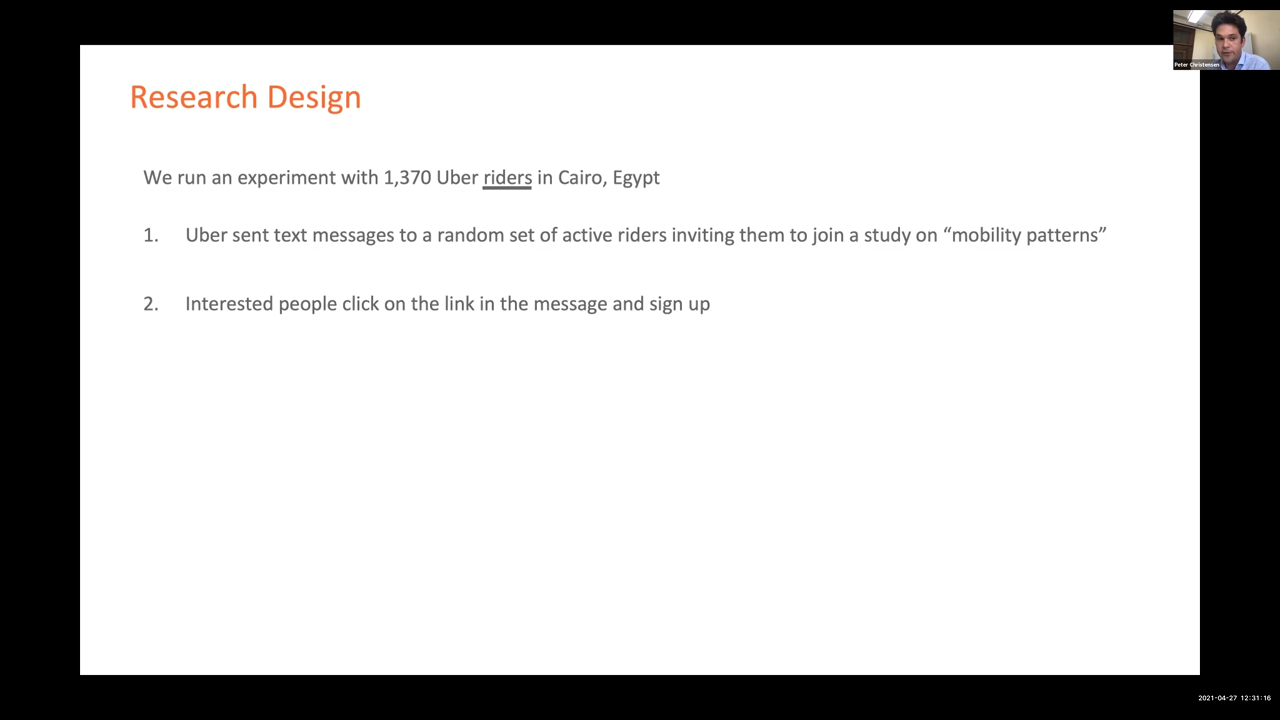 Peter Christensen
Research Design
We run an experiment with 1,370 Uber riders in Cairo, Egypt
1. Uber sent text messages to a random set of active riders inviting them to join a study on “mobility patterns”
2. Interested people click on the link in the message and sign up
2021-04-27 12:31:16